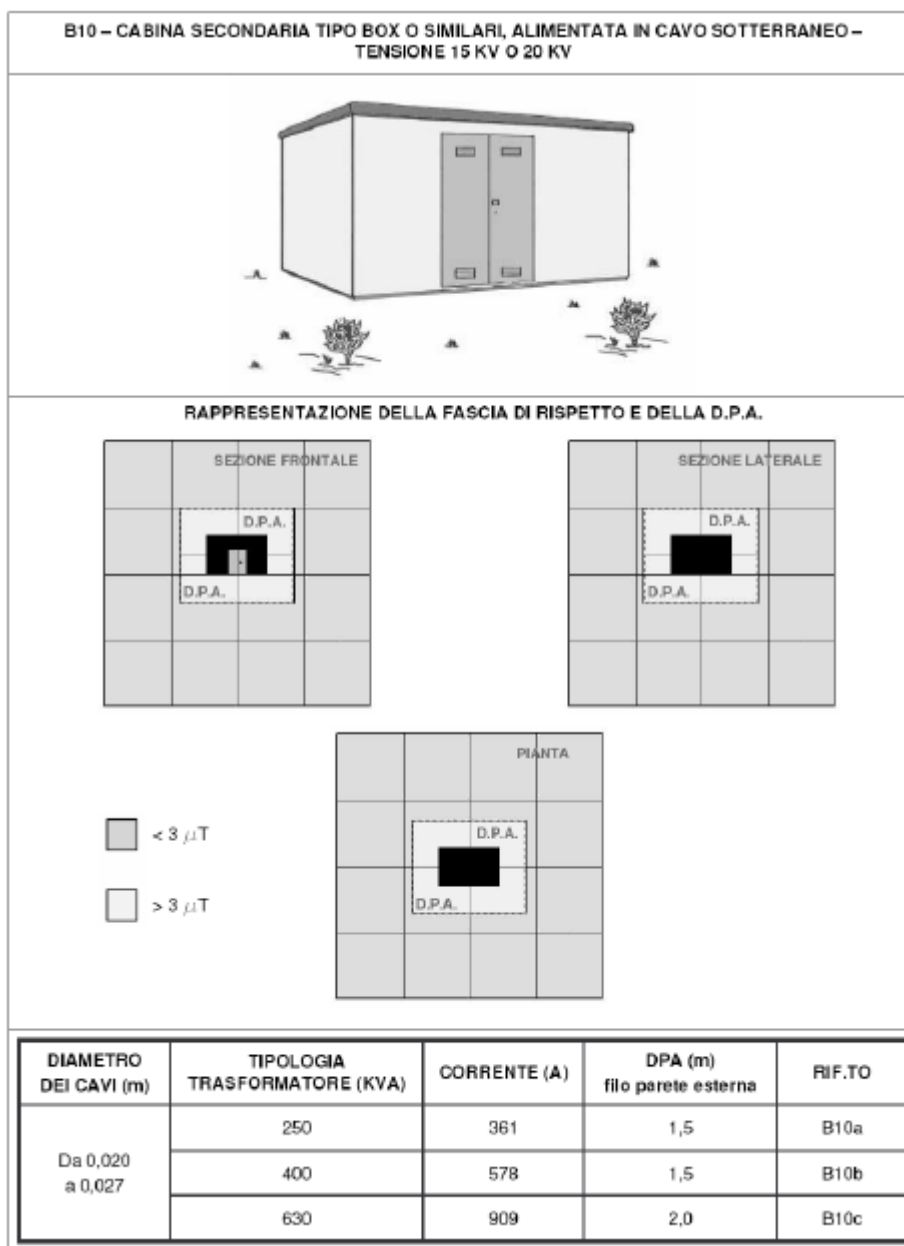 B10 – CABINA SECONDARIA TIPO BOX O SIMILARI, ALIMENTATA IN CAVO SOTTERRANEO –
TENSIONE 15 KV O 20 KV
RAPPRESENTAZIONE DELLA FASCIA DI RISPETTO E DELLA D.P.A.
SEZIONE FRONTALE
D.P.A.
D.P.A.
SEZIONE LATERALE
D.P.A.
D.P.A.
PIANTA
D.P.A.
D.P.A.
< 3 μT
> 3 μT
DIAMETRO
DEI CAVI (m)
TIPOLOGIA
TRASFORMATORE (KVA)
CORRENTE (A)
DPA (m)
filo parete esterna
RIF.TO
Da 0,020
a 0,027
250
361
1,5
B10a
400
578
1,5
B10b
630
909
2,0
B10c